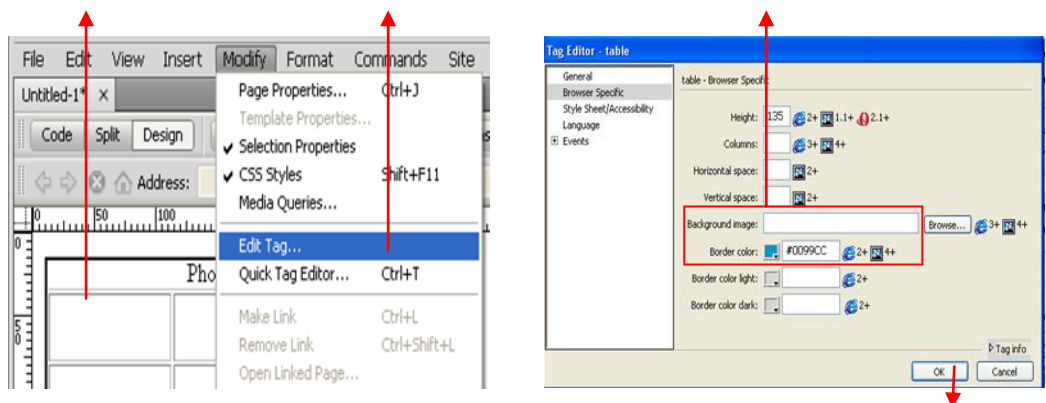 File Edit View Insert Modify Format Commands Site
Untitled-1* ×
Code Split Design
Address:
0 50 100
0
50
Pho
Page Properties... Ctrl+J
Template Properties...
✓ Selection Properties
✓ CSS Styles Shift+F11
Media Queries...
Edit Tag...
Quick Tag Editor... Ctrl+T
Make Link Ctrl+L
Remove Link Ctrl+Shift+L
Open Linked Page...
Tag Editor - table
General
Browser Specific
Style Sheet/Accessibility
Language
Events
table - Browser Specific
Height: 135 2+ 1.1+ 2.1+
Columns: 3+ 4+
Horizontal space: 2+
Vertical space: 2+
Background image: Browse... 3+ 4+
Border color: #0099CC 2+ 4+
Border color light: 2+
Border color dark: 2+
Tag info
OK Cancel